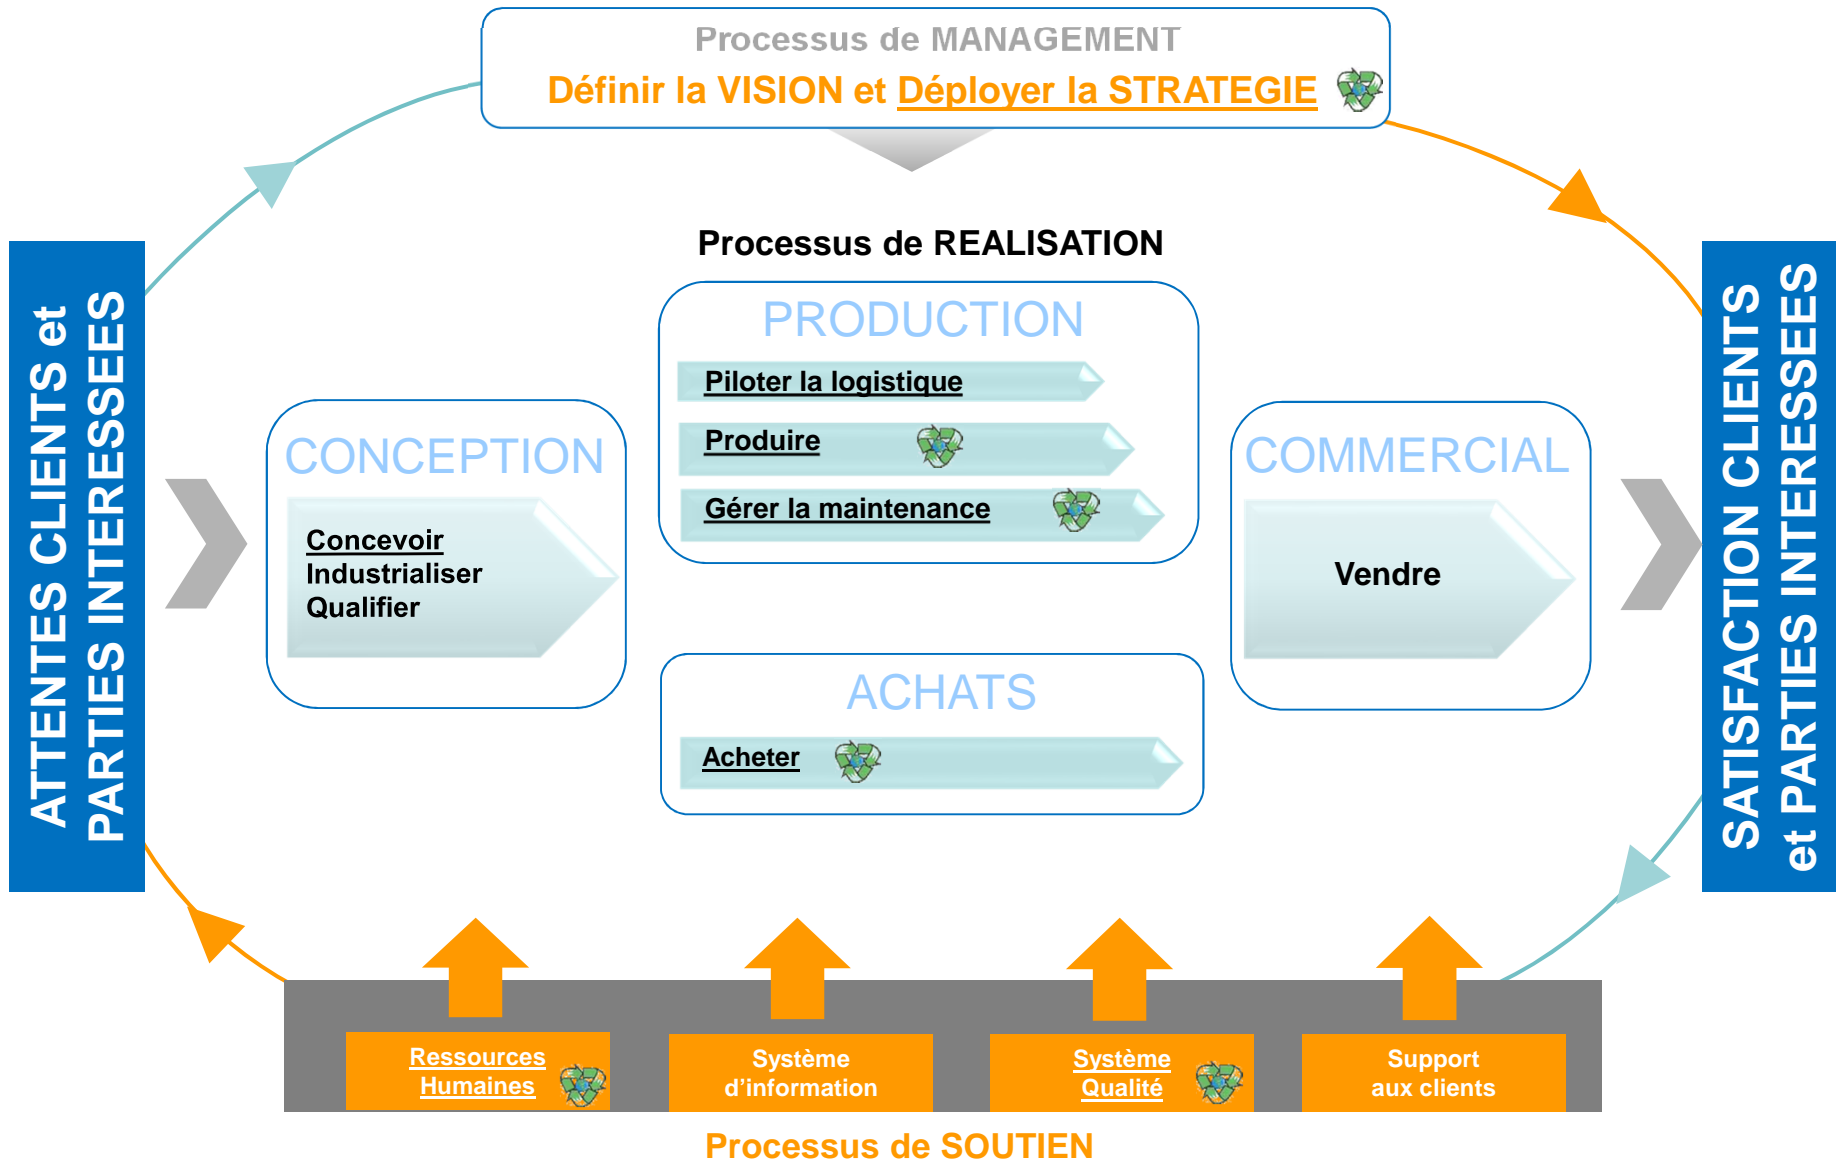 Processus de MANAGEMENT
Définir la VISION et Déployer la STRATEGIE
ATTENTES CLIENTS et
PARTIES INTERESSEES
Processus de REALISATION
CONCEPTION
Concevoir
Industrialiser
Qualifier
PRODUCTION
Piloter la logistique
Produire
Gérer la maintenance
ACHATS
Acheter
COMMERCIAL
Vendre
SATISFACTION CLIENTS
et PARTIES INTERESSEES
Ressources
Humaines
Système
d’information
Système
Qualité
Support
aux clients
Processus de SOUTIEN